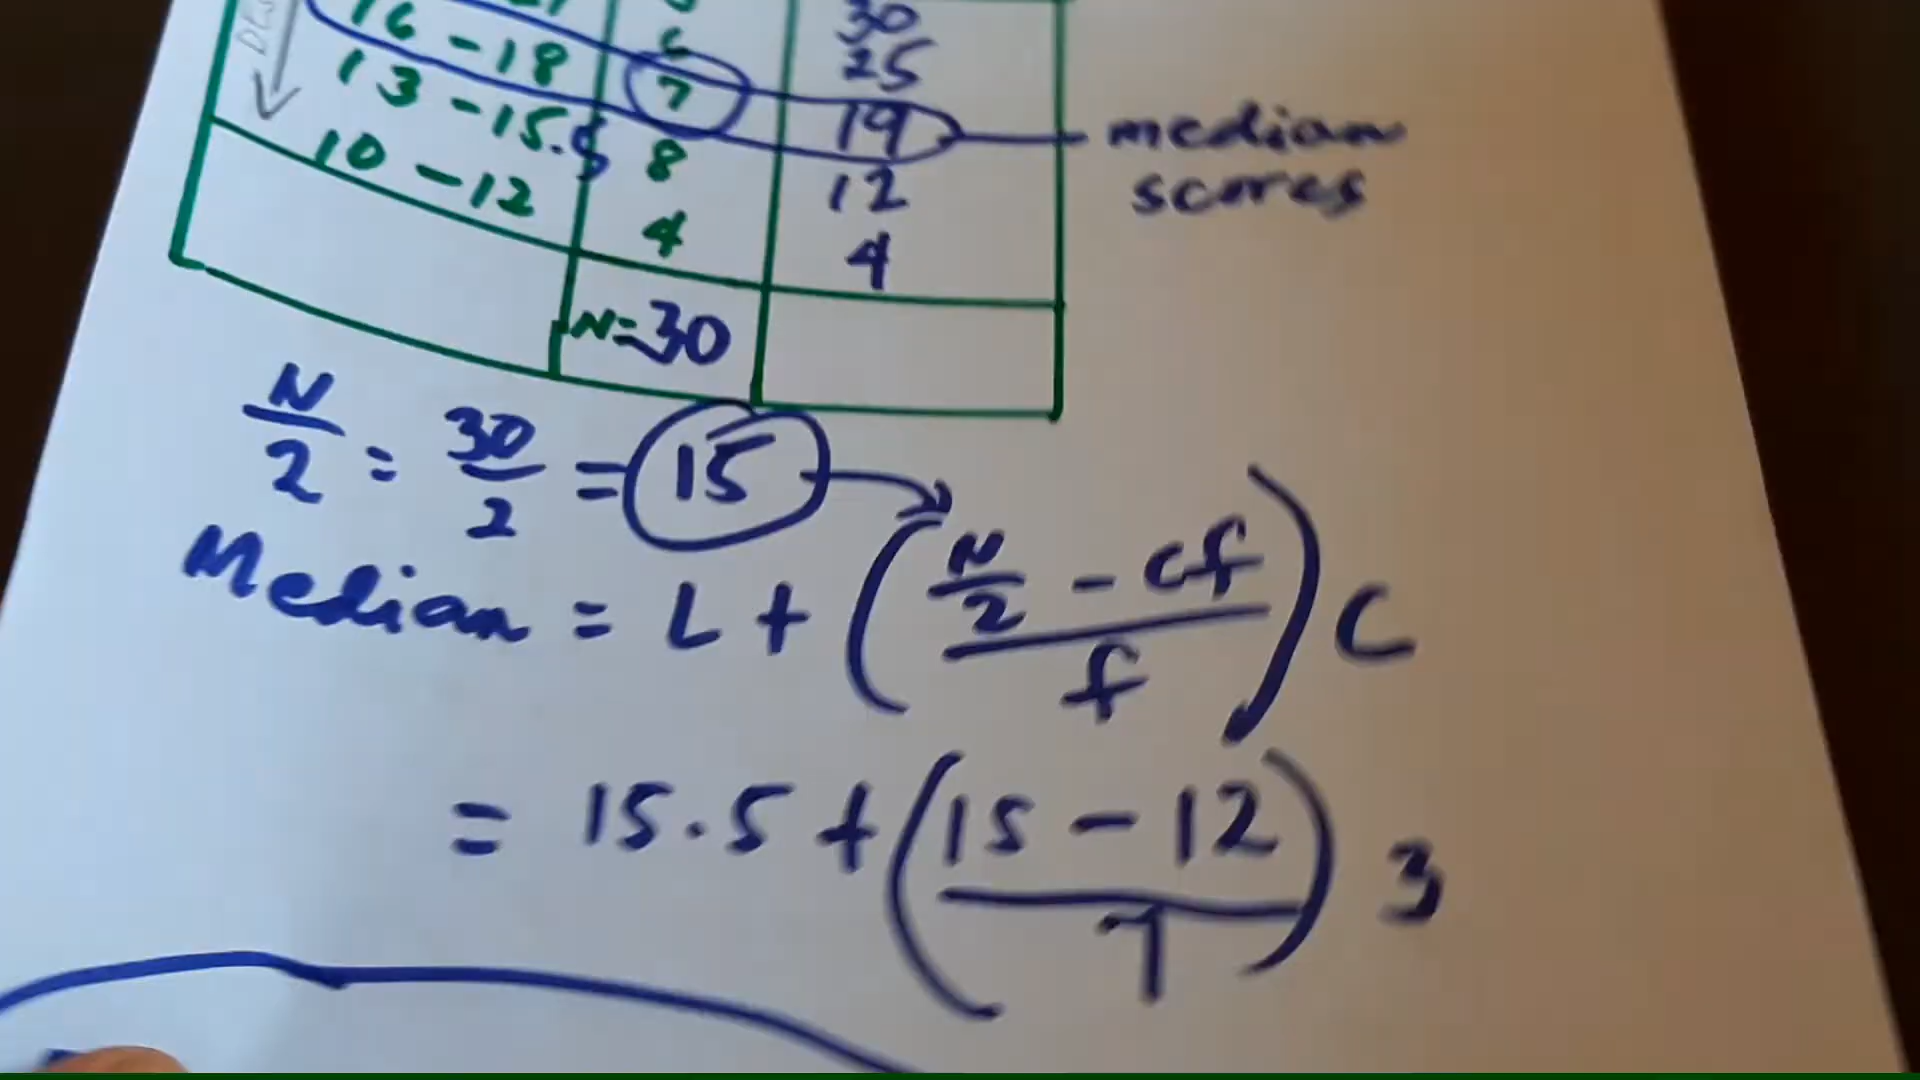 30
6 25
16 - 18 7 19 median
13 - 15.5 8 12 scores
10 - 12 4 4
N=30
N/2 = 30/2 = 15
Median = L + (N/2 - cf / f) C
= 15.5 + (15 - 12 / 7) 3